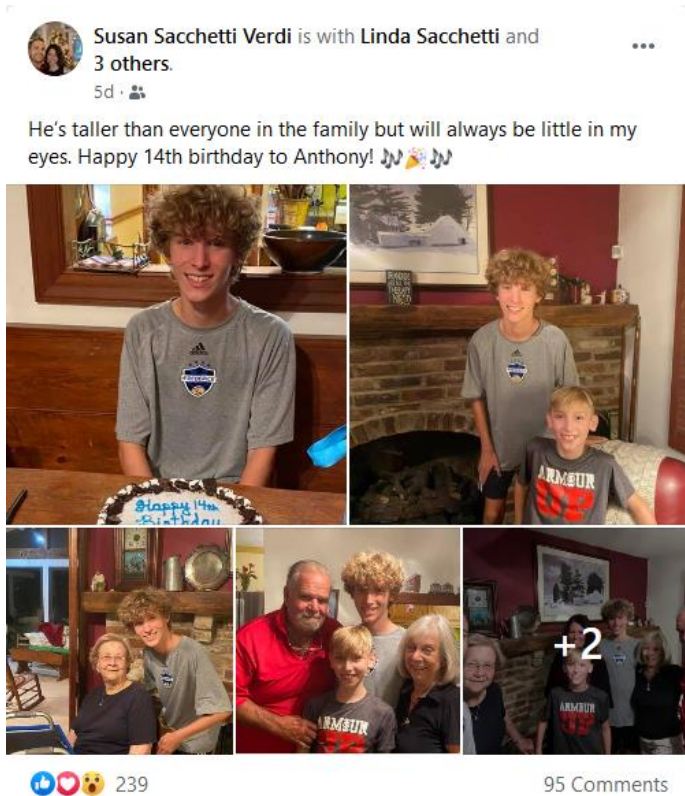 Susan Sacchetti Verdi is with Linda Sacchetti and
3 others.
5d ·
He's taller than everyone in the family but will always be little in my
eyes. Happy 14th birthday to Anthony! 🎶🎉🎶
adidas
Happy 14th
Birthday
ARMOUR
UP
ARMOUR
+2
ARMOUR
UP
239
95 Comments